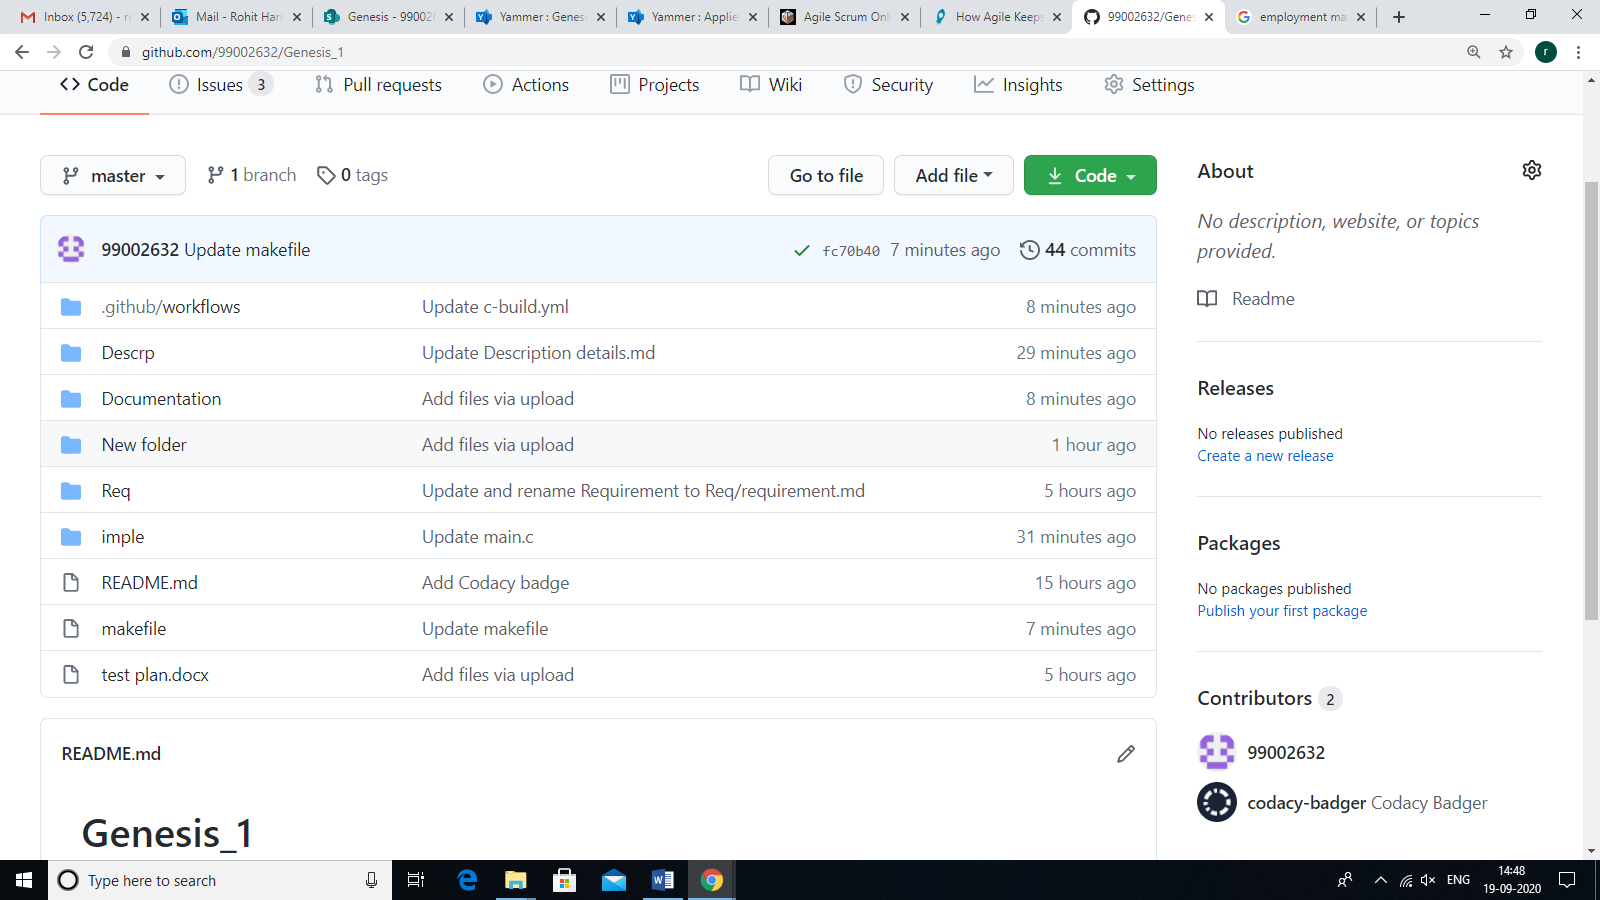 Inbox (5,724) - ro
Mail - Rohit Hari
Genesis - 99002
Yammer : Genes
Yammer : Applie
Agile Scrum Onli
How Agile Keeps
99002632/Genes
employment ma
github.com/99002632/Genesis_1
r
Code
Issues 3
Pull requests
Actions
Projects
Wiki
Security
Insights
Settings
master
1 branch
0 tags
Go to file
Add file
Code
99002632 Update makefile
fc70b40 7 minutes ago
44 commits
.github/workflows Update c-build.yml 8 minutes ago
Descrp Update Description details.md 29 minutes ago
Documentation Add files via upload 8 minutes ago
New folder Add files via upload 1 hour ago
Req Update and rename Requirement to Req/requirement.md 5 hours ago
imple Update main.c 31 minutes ago
README.md Add Codacy badge 15 hours ago
makefile Update makefile 7 minutes ago
test plan.docx Add files via upload 5 hours ago
README.md
Genesis_1
About
No description, website, or topics
provided.
Readme
Releases
No releases published
Create a new release
Packages
No packages published
Publish your first package
Contributors 2
99002632
codacy-badger Codacy Badger
Type here to search
ENG
14:48
19-09-2020